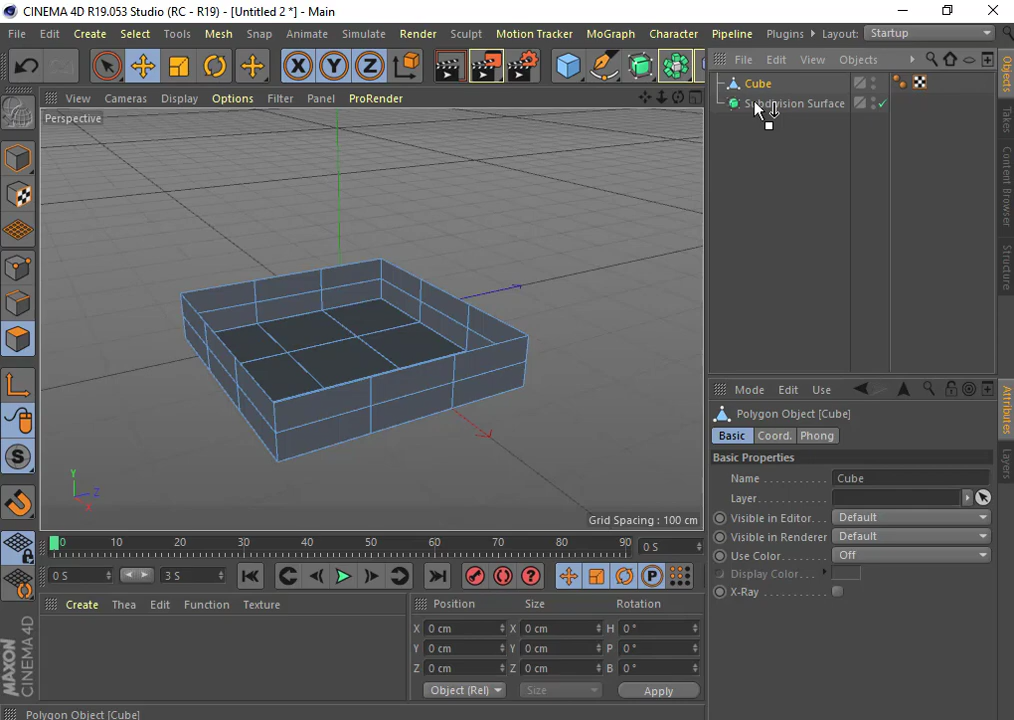 CINEMA 4D R19.053 Studio (RC - R19) - [Untitled 2 *] - Main
File Edit Create Select Tools Mesh Snap Animate Simulate Render Sculpt Motion Tracker MoGraph Character Pipeline Plugins Layout: Startup
X Y Z
View Cameras Display Options Filter Panel ProRender
File Edit View Objects
Perspective
Cube
Subdivision Surface
Objects
Takes
Content Browser
Structure
Mode Edit Use
Polygon Object [Cube]
Basic Coord. Phong
Basic Properties
Name Cube
Layer
Visible in Editor Default
Visible in Renderer Default
Use Color Off
Display Color
X-Ray
Attributes
Layers
S
Y
Z
X
Grid Spacing : 100 cm
0 10 20 30 40 50 60 70 80 90 0 S
0 S 3 S
P
Create Thea Edit Function Texture
Position Size Rotation
X 0 cm X 0 cm H 0 °
Y 0 cm Y 0 cm P 0 °
Z 0 cm Z 0 cm B 0 °
Object (Rel) Size Apply
MAXON CINEMA 4D
Polygon Object [Cube]